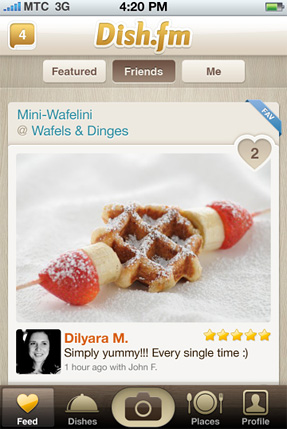 MTC 3G 4:20 PM
4 Dish.fm
Featured Friends Me
Mini-Wafelini
@ Wafels & Dinges
FAV
2
Dilyara M.
Simply yummy!!! Every single time :)
1 hour ago with John F.
Feed Dishes Places Profile